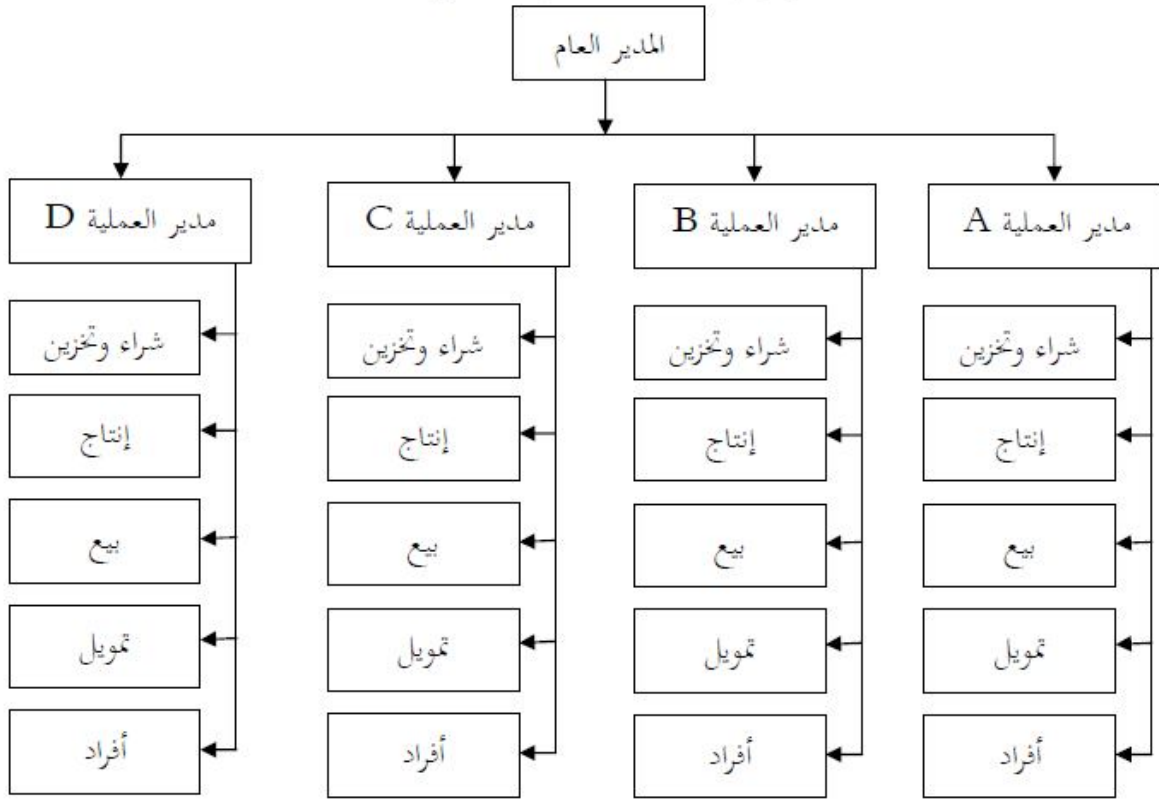 المدير العام
مدير العملية A
مدير العملية B
مدير العملية C
مدير العملية D
شراء وتخزين
شراء وتخزين
شراء وتخزين
شراء وتخزين
إنتاج
إنتاج
إنتاج
إنتاج
بيع
بيع
بيع
بيع
تمويل
تمويل
تمويل
تمويل
أفراد
أفراد
أفراد
أفراد